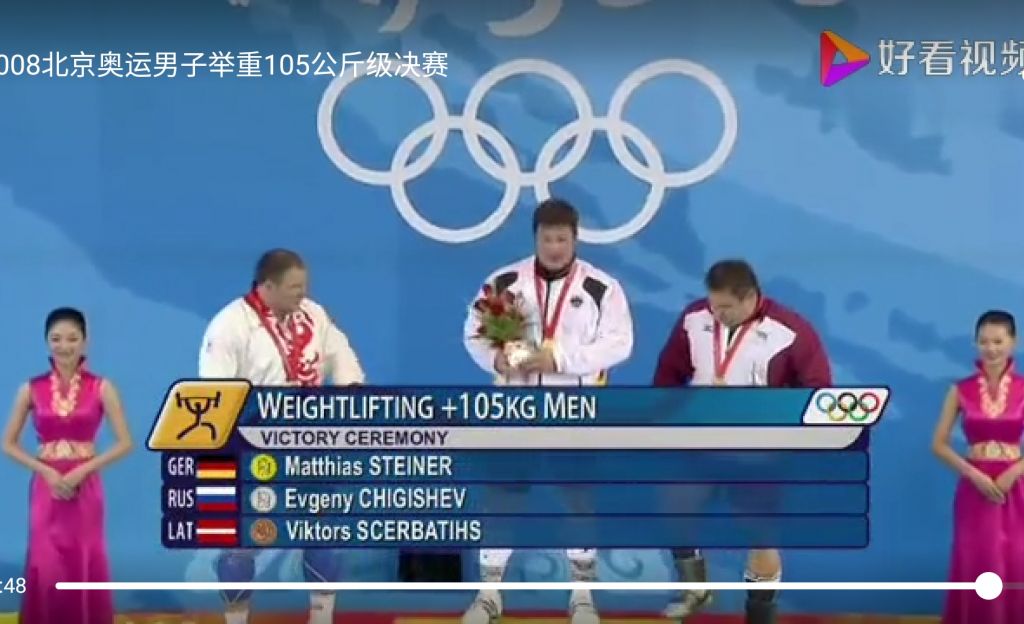 008北京奥运男子举重105公斤级决赛
好看视频
WEIGHTLIFTING +105KG MEN
VICTORY CEREMONY
GER Matthias STEINER
RUS Evgeny CHIGISHEV
LAT Viktors SCERBATIHS
:48